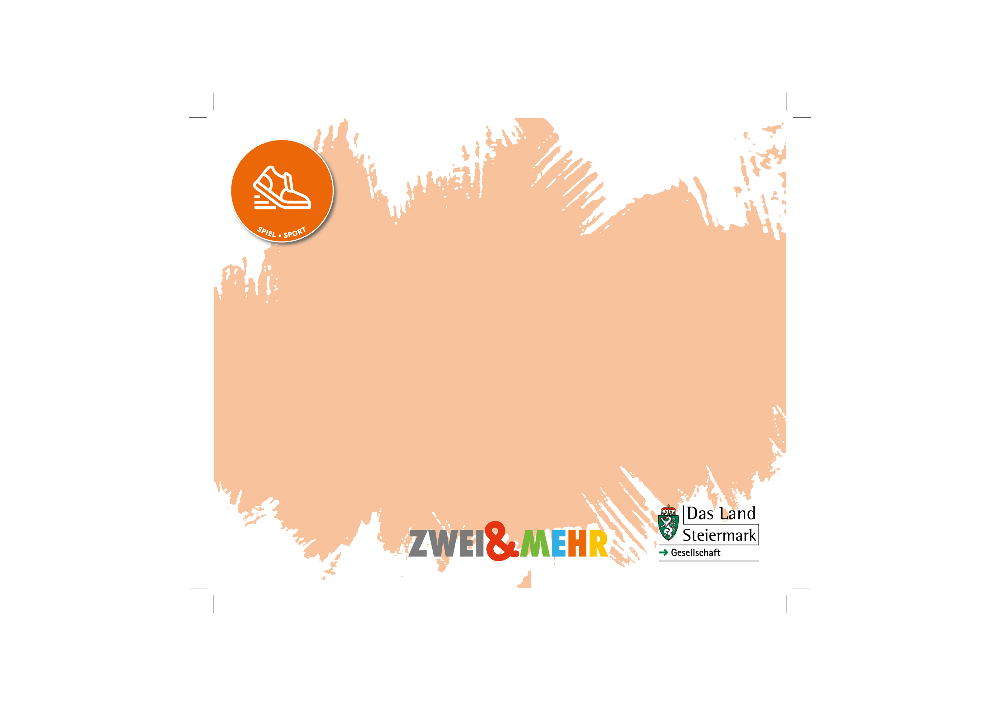 SPIEL • SPORT
ZWEI&MEHR
Das Land
Steiermark
→ Gesellschaft